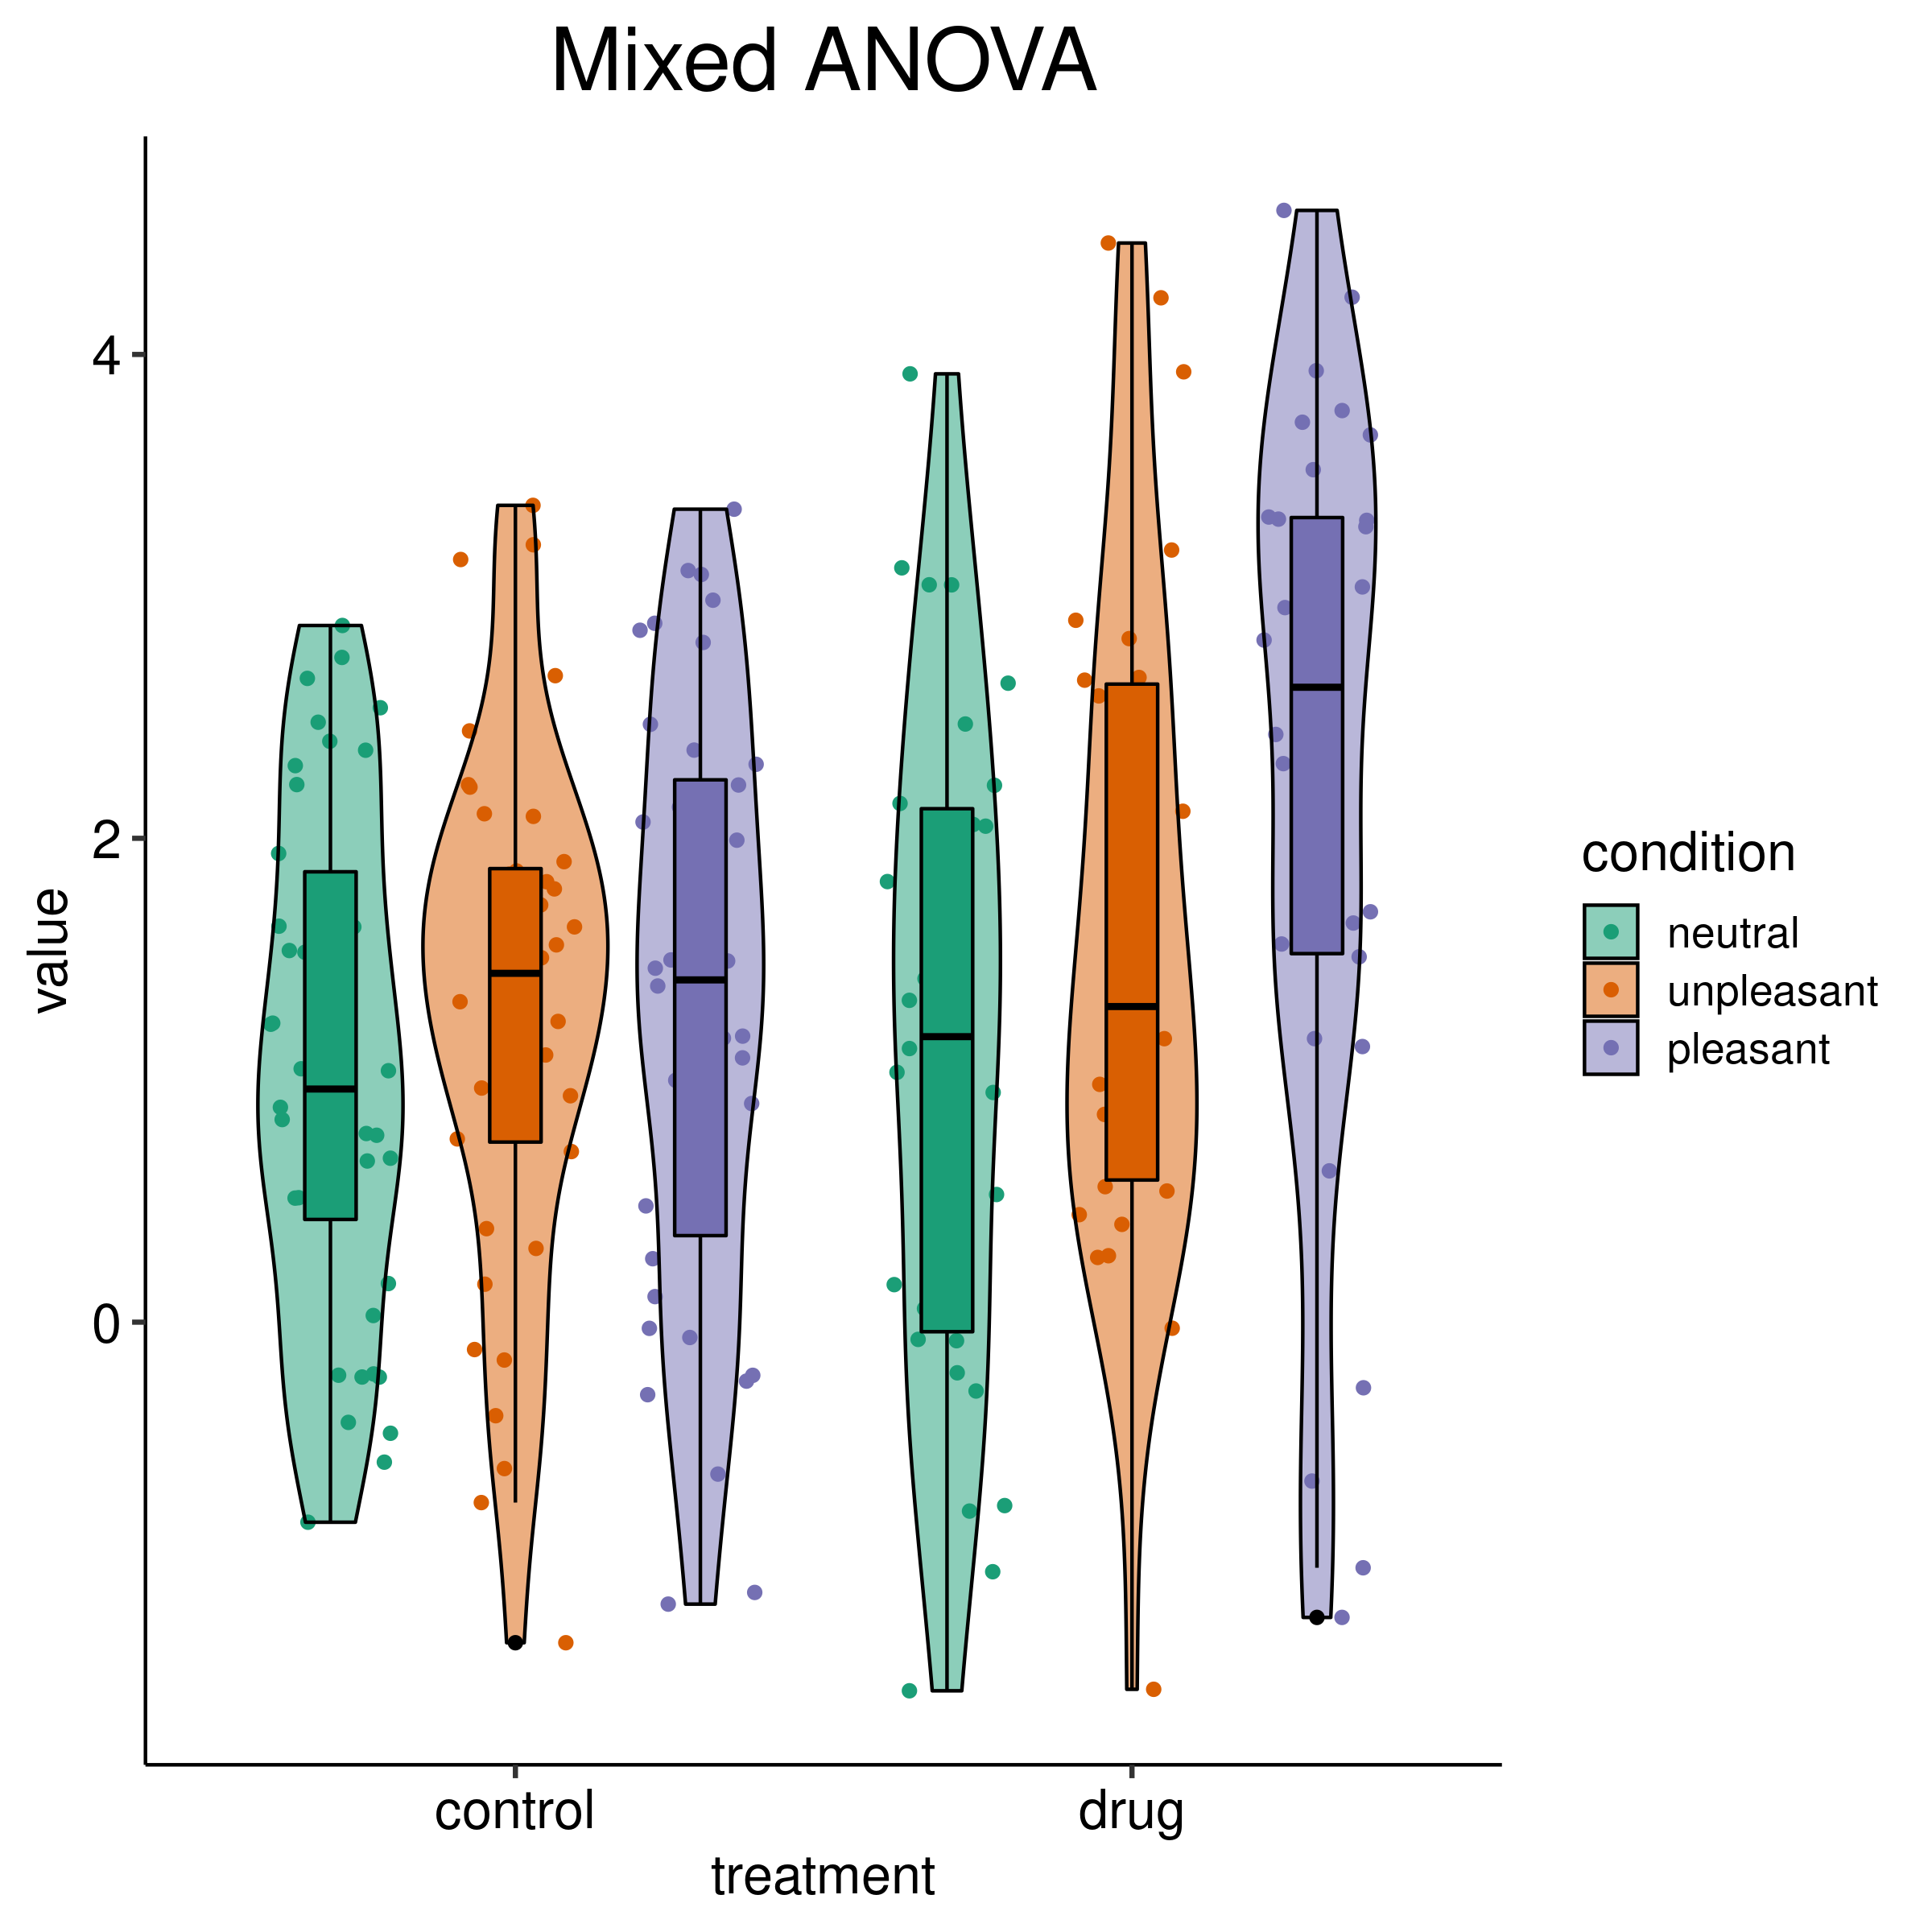 Mixed ANOVA
value
4
2
0
control
drug
treatment
condition
neutral
unpleasant
pleasant